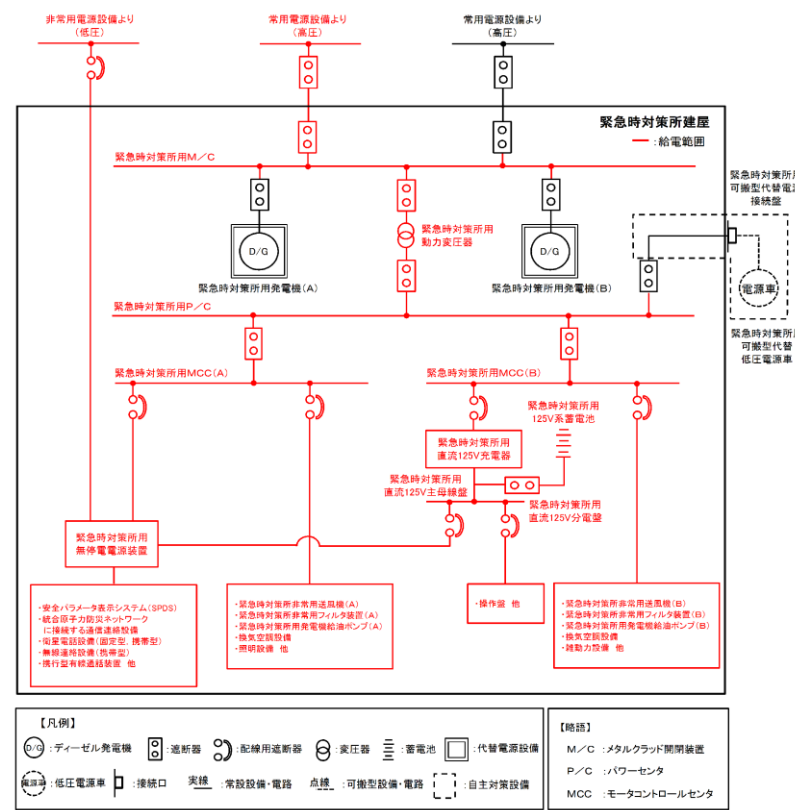 非常用電源設備より
(低圧)
常用電源設備より
(高圧)
常用電源設備より
(高圧)
緊急時対策所建屋
:給電範囲
緊急時対策所用M/C
緊急時対策所用
可搬型代替電源
接続盤
緊急時対策所用
動力変圧器
D/G
D/G
緊急時対策所用発電機(A)
緊急時対策所用発電機(B)
電源車
緊急時対策所用P/C
緊急時対策所用
可搬型代替
低圧電源車
緊急時対策所用MCC(A)
緊急時対策所用MCC(B)
緊急時対策所用
125V系蓄電池
緊急時対策所用
直流125V充電器
緊急時対策所用
直流125V主母線盤
緊急時対策所用
直流125V分電盤
緊急時対策所用
無停電電源装置
・安全パラメータ表示システム(SPDS)
・統合原子力防災ネットワーク
に接続する通信連絡設備
・衛星電話設備(固定型,携帯型)
・無線連絡設備(携帯型)
・携行型有線通話装置 他
・緊急時対策所非常用送風機(A)
・緊急時対策所非常用フィルタ装置(A)
・緊急時対策所用発電機給油ポンプ(A)
・換気空調設備
・照明設備 他
・操作盤 他
・緊急時対策所非常用送風機(B)
・緊急時対策所非常用フィルタ装置(B)
・緊急時対策所用発電機給油ポンプ(B)
・換気空調設備
・雑動力設備 他
【凡例】
D/G :ディーゼル発電機 :遮断器 :配線用遮断器 :変圧器 :蓄電池 :代替電源設備
電源車 :低圧電源車 :接続口 実線 :常設設備・電路 点線 :可搬型設備・電路 :自主対策設備
【略語】
M/C :メタルクラッド開閉装置
P/C :パワーセンタ
MCC :モータコントロールセンタ